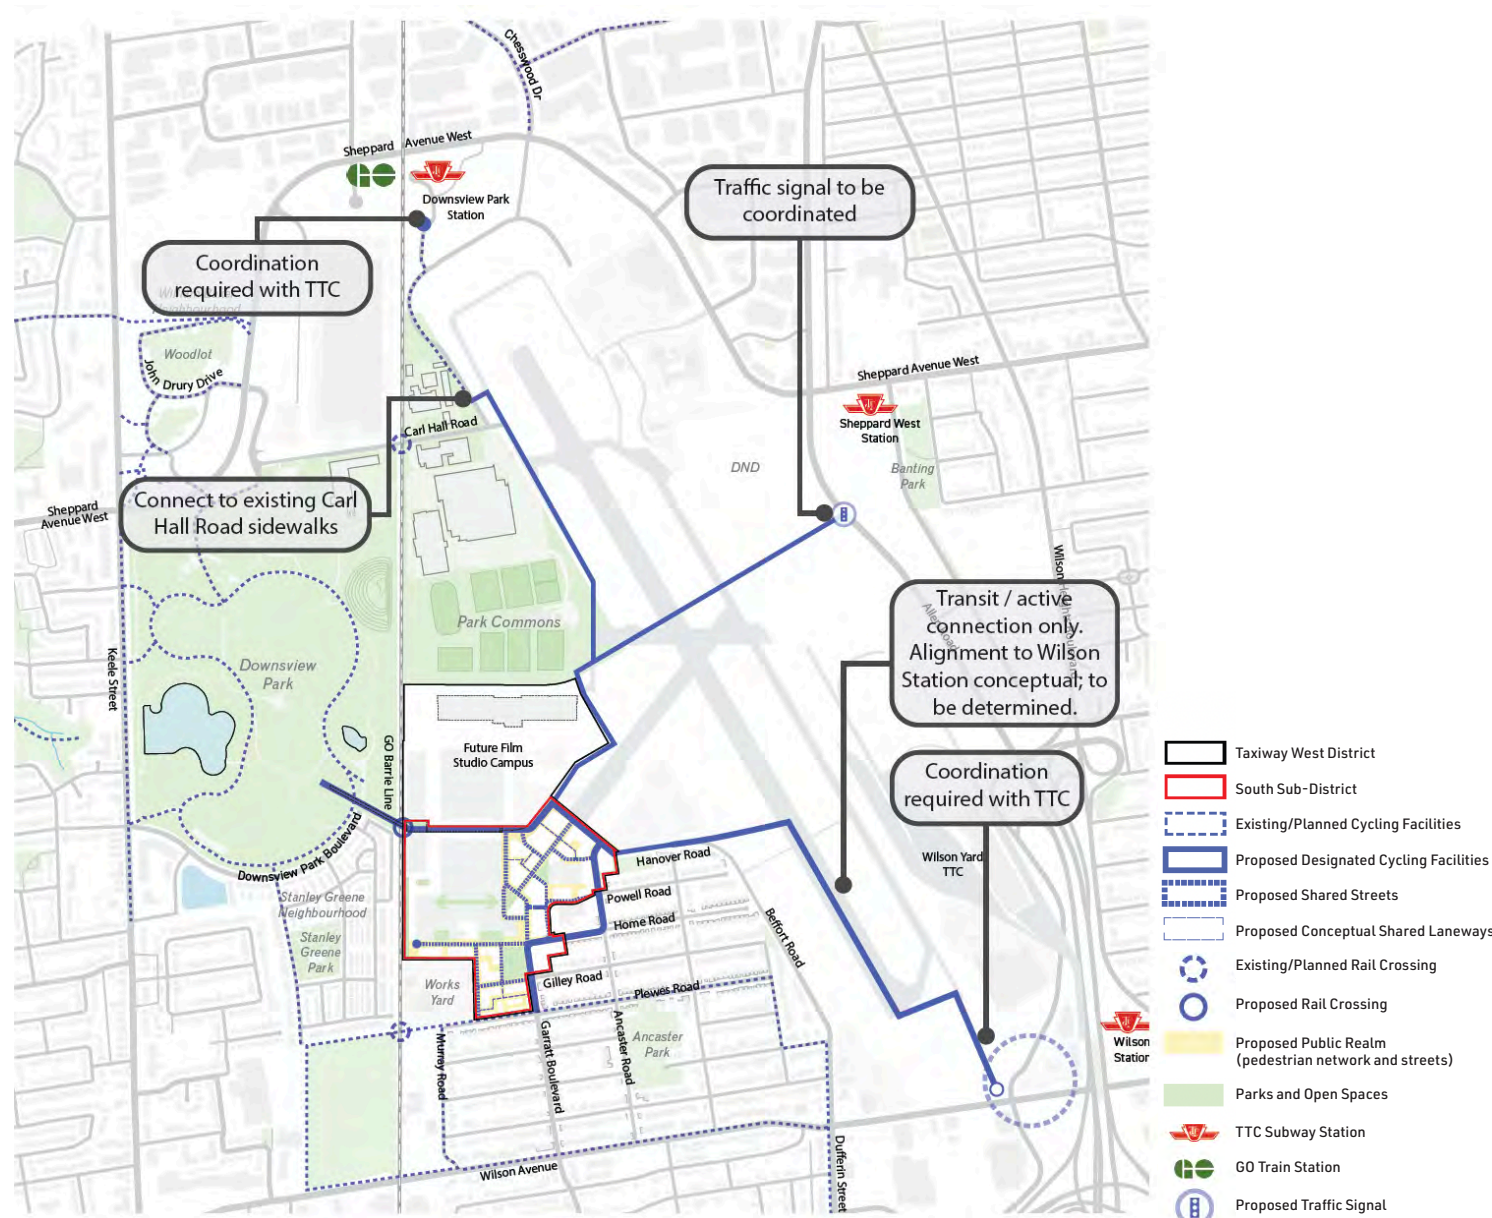 Chesswood Dr
Sheppard Avenue West
Downsview Park
Station
Traffic signal to be
coordinated
Coordination
required with TTC
Woodlot
John Drury Drive
Sheppard Avenue West
Sheppard West
Station
Carl Hall Road
DND
Banting
Park
Connect to existing Carl
Hall Road sidewalks
Sheppard
Avenue West
Transit / active
connection only.
Alignment to Wilson
Station conceptual; to
be determined.
Park Commons
Keele Street
Downsview
Park
GO Barrie Line
Future Film
Studio Campus
Coordination
required with TTC
Downsview Park Boulevard
Hanover Road
Wilson Yard
TTC
Stanley Greene
Neighbourhood
Powell Road
Home Road
Beffort Road
Stanley
Greene
Park
Works
Yard
Gilley Road
Plewes Road
Murray Road
Garratt Boulevard
Ancaster Road
Ancaster
Park
Wilson
Station
Wilson Avenue
Dufferin Street
Taxiway West District
South Sub-District
Existing/Planned Cycling Facilities
Proposed Designated Cycling Facilities
Proposed Shared Streets
Proposed Conceptual Shared Laneways
Existing/Planned Rail Crossing
Proposed Rail Crossing
Proposed Public Realm
(pedestrian network and streets)
Parks and Open Spaces
TTC Subway Station
GO Train Station
Proposed Traffic Signal